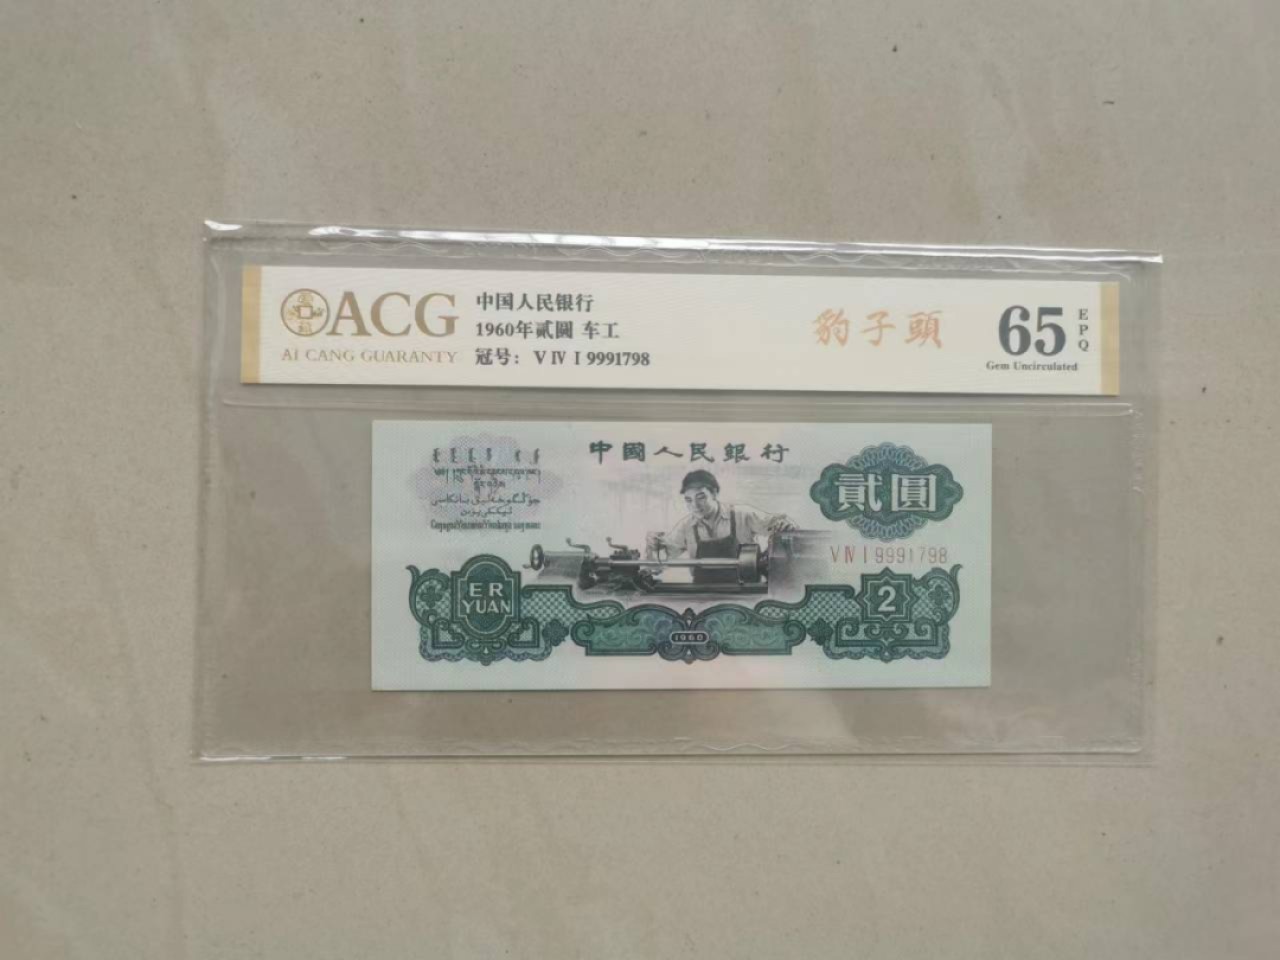 ACG
AI CANG GUARANTY
中国人民银行
1960年贰圆 车工
冠号: V IV I 9991798
豹子頭
65
EPQ
Gem Uncirculated
中國人民銀行
貳圓
V IV I 9991798
ER
YUAN
1960
2